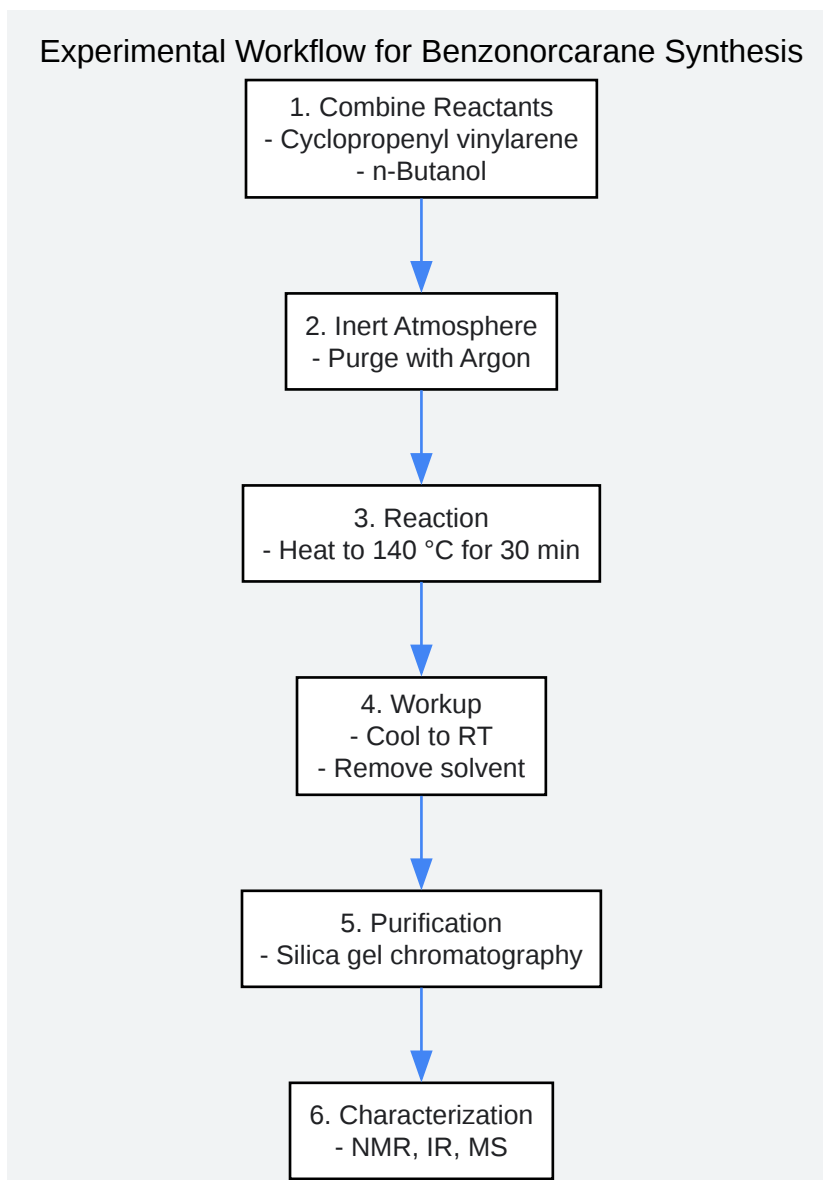 Experimental Workflow for Benzonorcarane Synthesis
1. Combine Reactants
- Cyclopropenyl vinylarene
- n-Butanol
2. Inert Atmosphere
- Purge with Argon
3. Reaction
- Heat to 140 °C for 30 min
4. Workup
- Cool to RT
- Remove solvent
5. Purification
- Silica gel chromatography
6. Characterization
- NMR, IR, MS